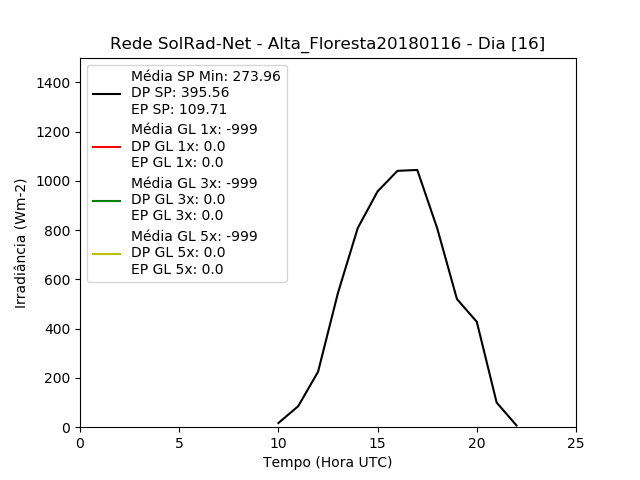 Rede SolRad-Net - Alta_Floresta20180116 - Dia [16]
Média SP Min: 273.96
DP SP: 395.56
EP SP: 109.71
Média GL 1x: -999
DP GL 1x: 0.0
EP GL 1x: 0.0
Média GL 3x: -999
DP GL 3x: 0.0
EP GL 3x: 0.0
Média GL 5x: -999
DP GL 5x: 0.0
EP GL 5x: 0.0
Irradiância (Wm-2)
1400
1200
1000
800
600
400
200
0
0 5 10 15 20 25
Tempo (Hora UTC)